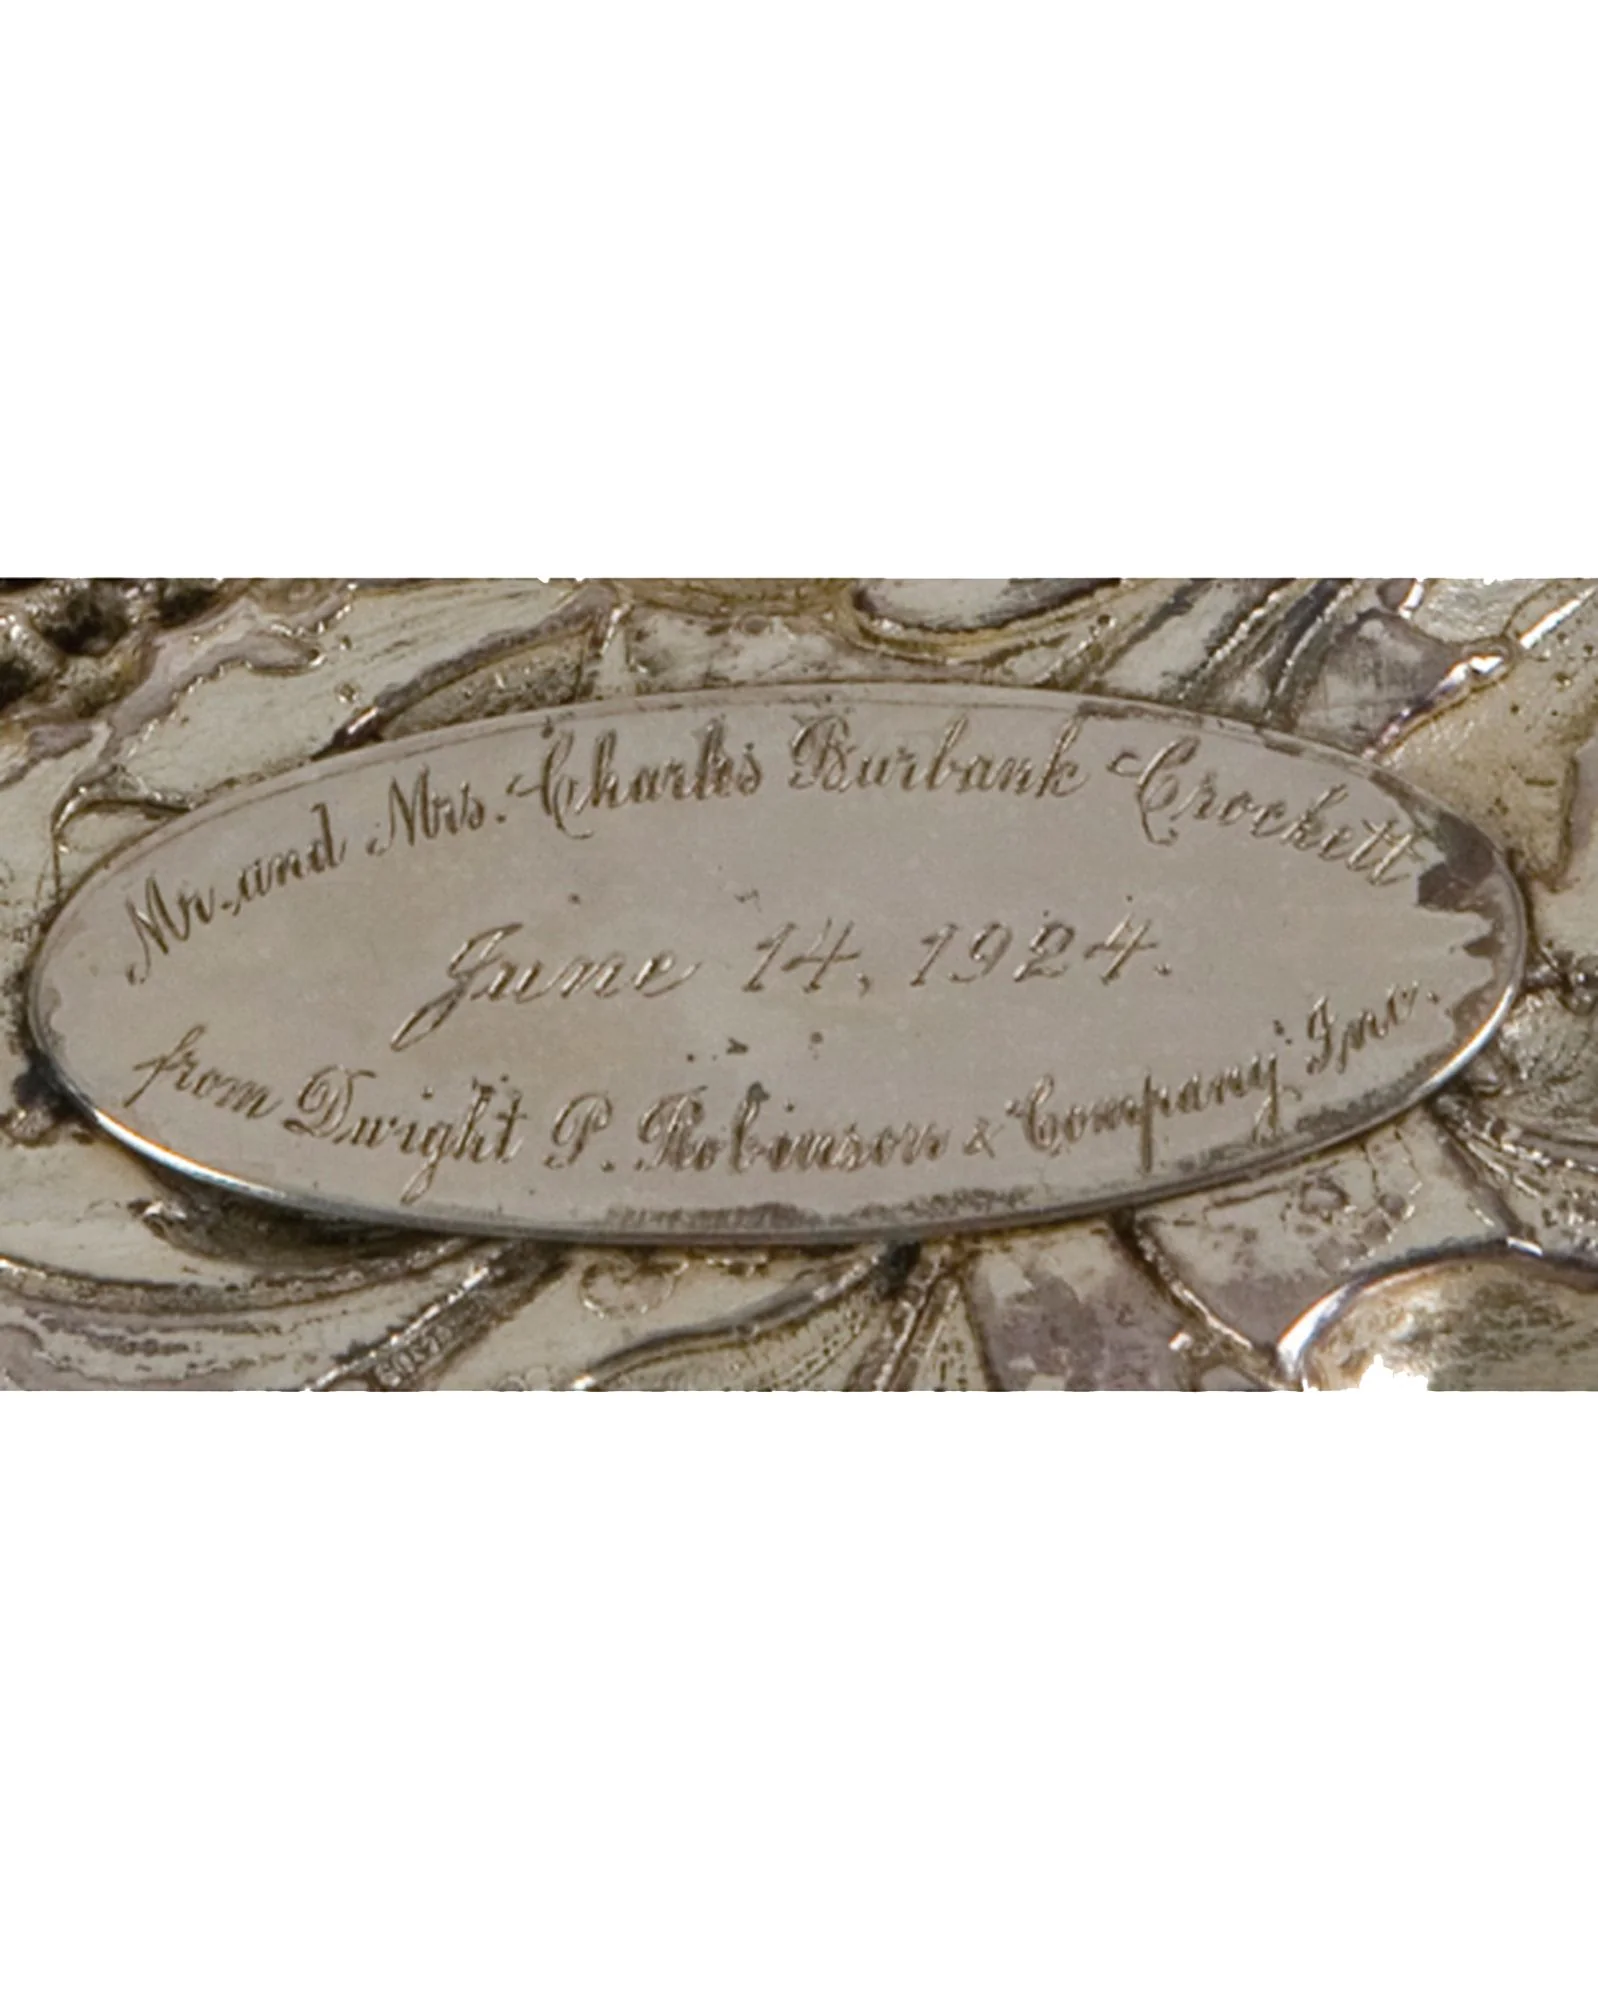 Mr. and Mrs. Charles Burbank Crockett
June 14, 1924.
from Dwight P. Robinson & Company Inc.